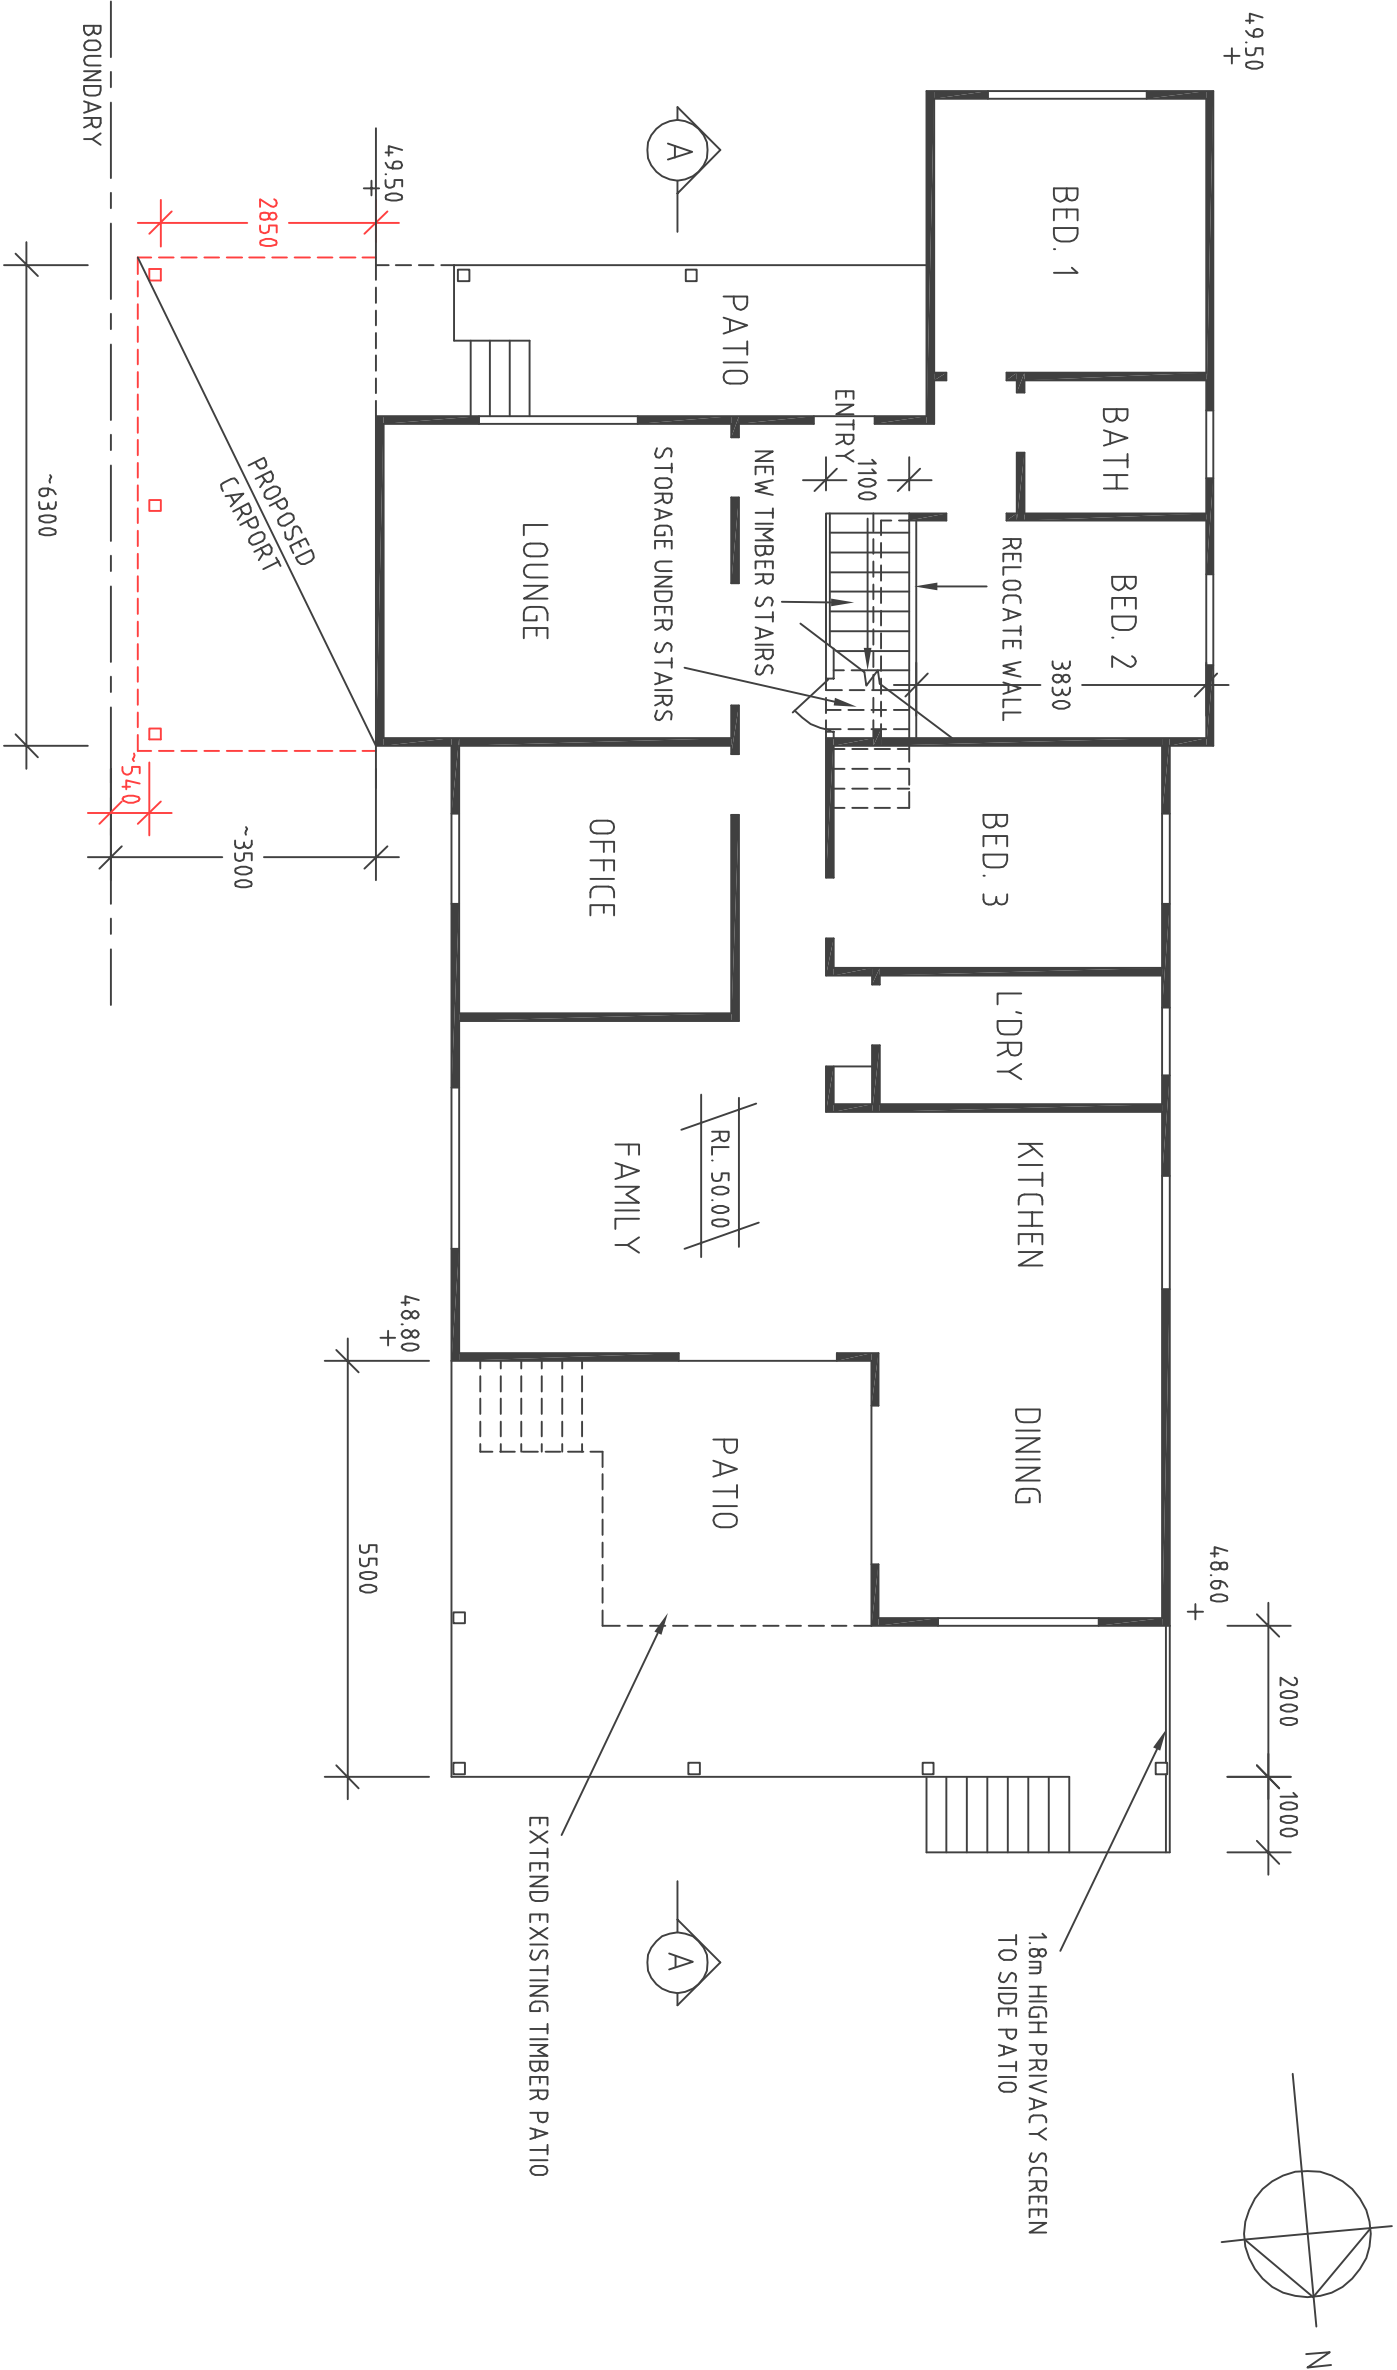 49.50
BOUNDARY
49.50
2850
A
BED. 1
PATIO
BATH
ENTRY
1100
NEW TIMBER STAIRS
STORAGE UNDER STAIRS
LOUNGE
PROPOSED
CARPORT
~6300
RELOCATE WALL
BED. 2
3830
~540
~3500
OFFICE
BED. 3
L'DRY
KITCHEN
FAMILY
RL. 50.00
48.80
DINING
PATIO
5500
48.60
2000
1000
EXTEND EXISTING TIMBER PATIO
A
1.8m HIGH PRIVACY SCREEN
TO SIDE PATIO
N